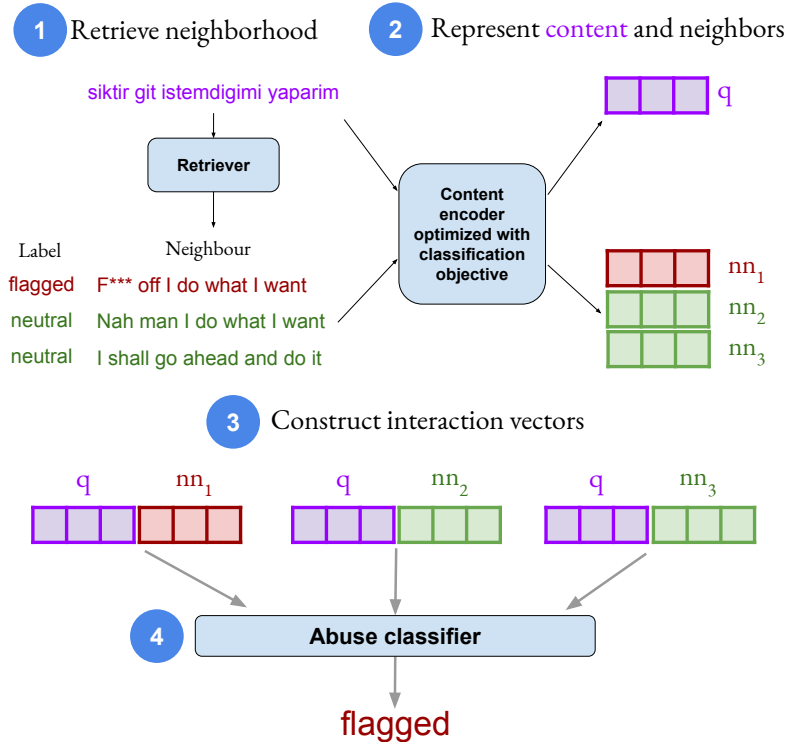 1 Retrieve neighborhood
2 Represent content and neighbors
siktir git istemdigimi yaparim
q
Retriever
Content
encoder
optimized with
classification
objective
Label Neighbour
flagged F*** off I do what I want
neutral Nah man I do what I want
neutral I shall go ahead and do it
nn1
nn2
nn3
3 Construct interaction vectors
q nn1 q nn2 q nn3
4 Abuse classifier
flagged